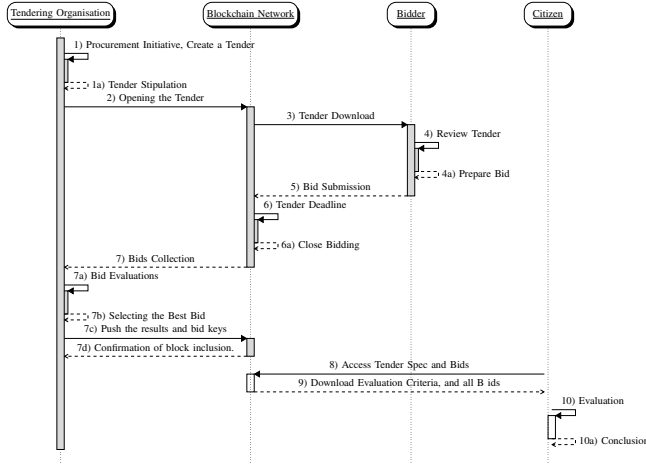 Tendering Organisation
Blockchain Network
Bidder
Citizen
1) Procurement Initiative, Create a Tender
1a) Tender Stipulation
2) Opening the Tender
3) Tender Download
4) Review Tender
4a) Prepare Bid
5) Bid Submission
6) Tender Deadline
6a) Close Bidding
7) Bids Collection
7a) Bid Evaluations
7b) Selecting the Best Bid
7c) Push the results and bid keys
7d) Confirmation of block inclusion.
8) Access Tender Spec and Bids
9) Download Evaluation Criteria, and all B ids
10) Evaluation
10a) Conclusion